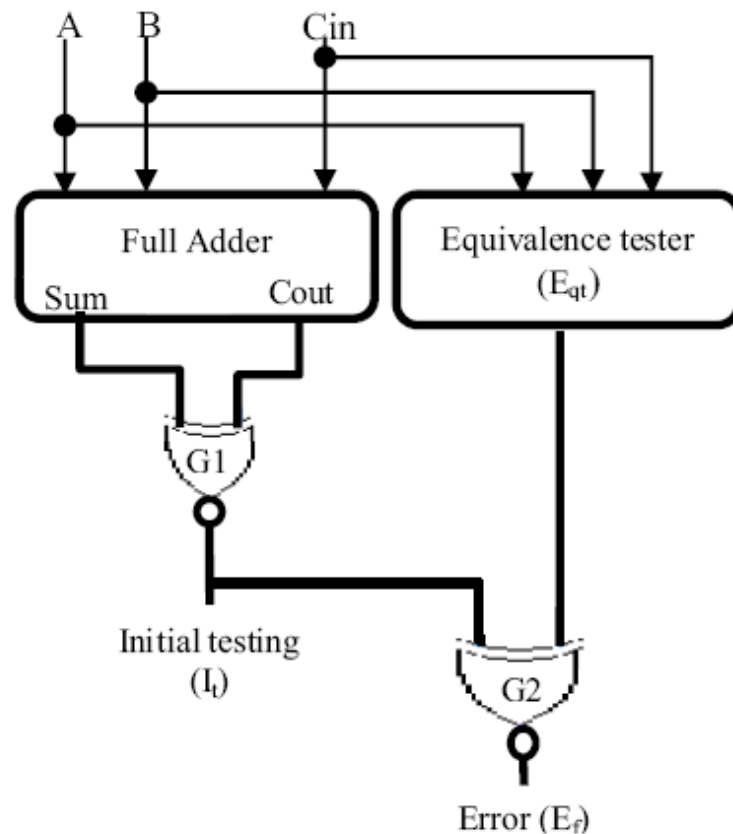 A B Cin
Full Adder
Sum Cout
Equivalence tester
(Eqt)
G1
Initial testing
(It)
G2
Error (Ef)